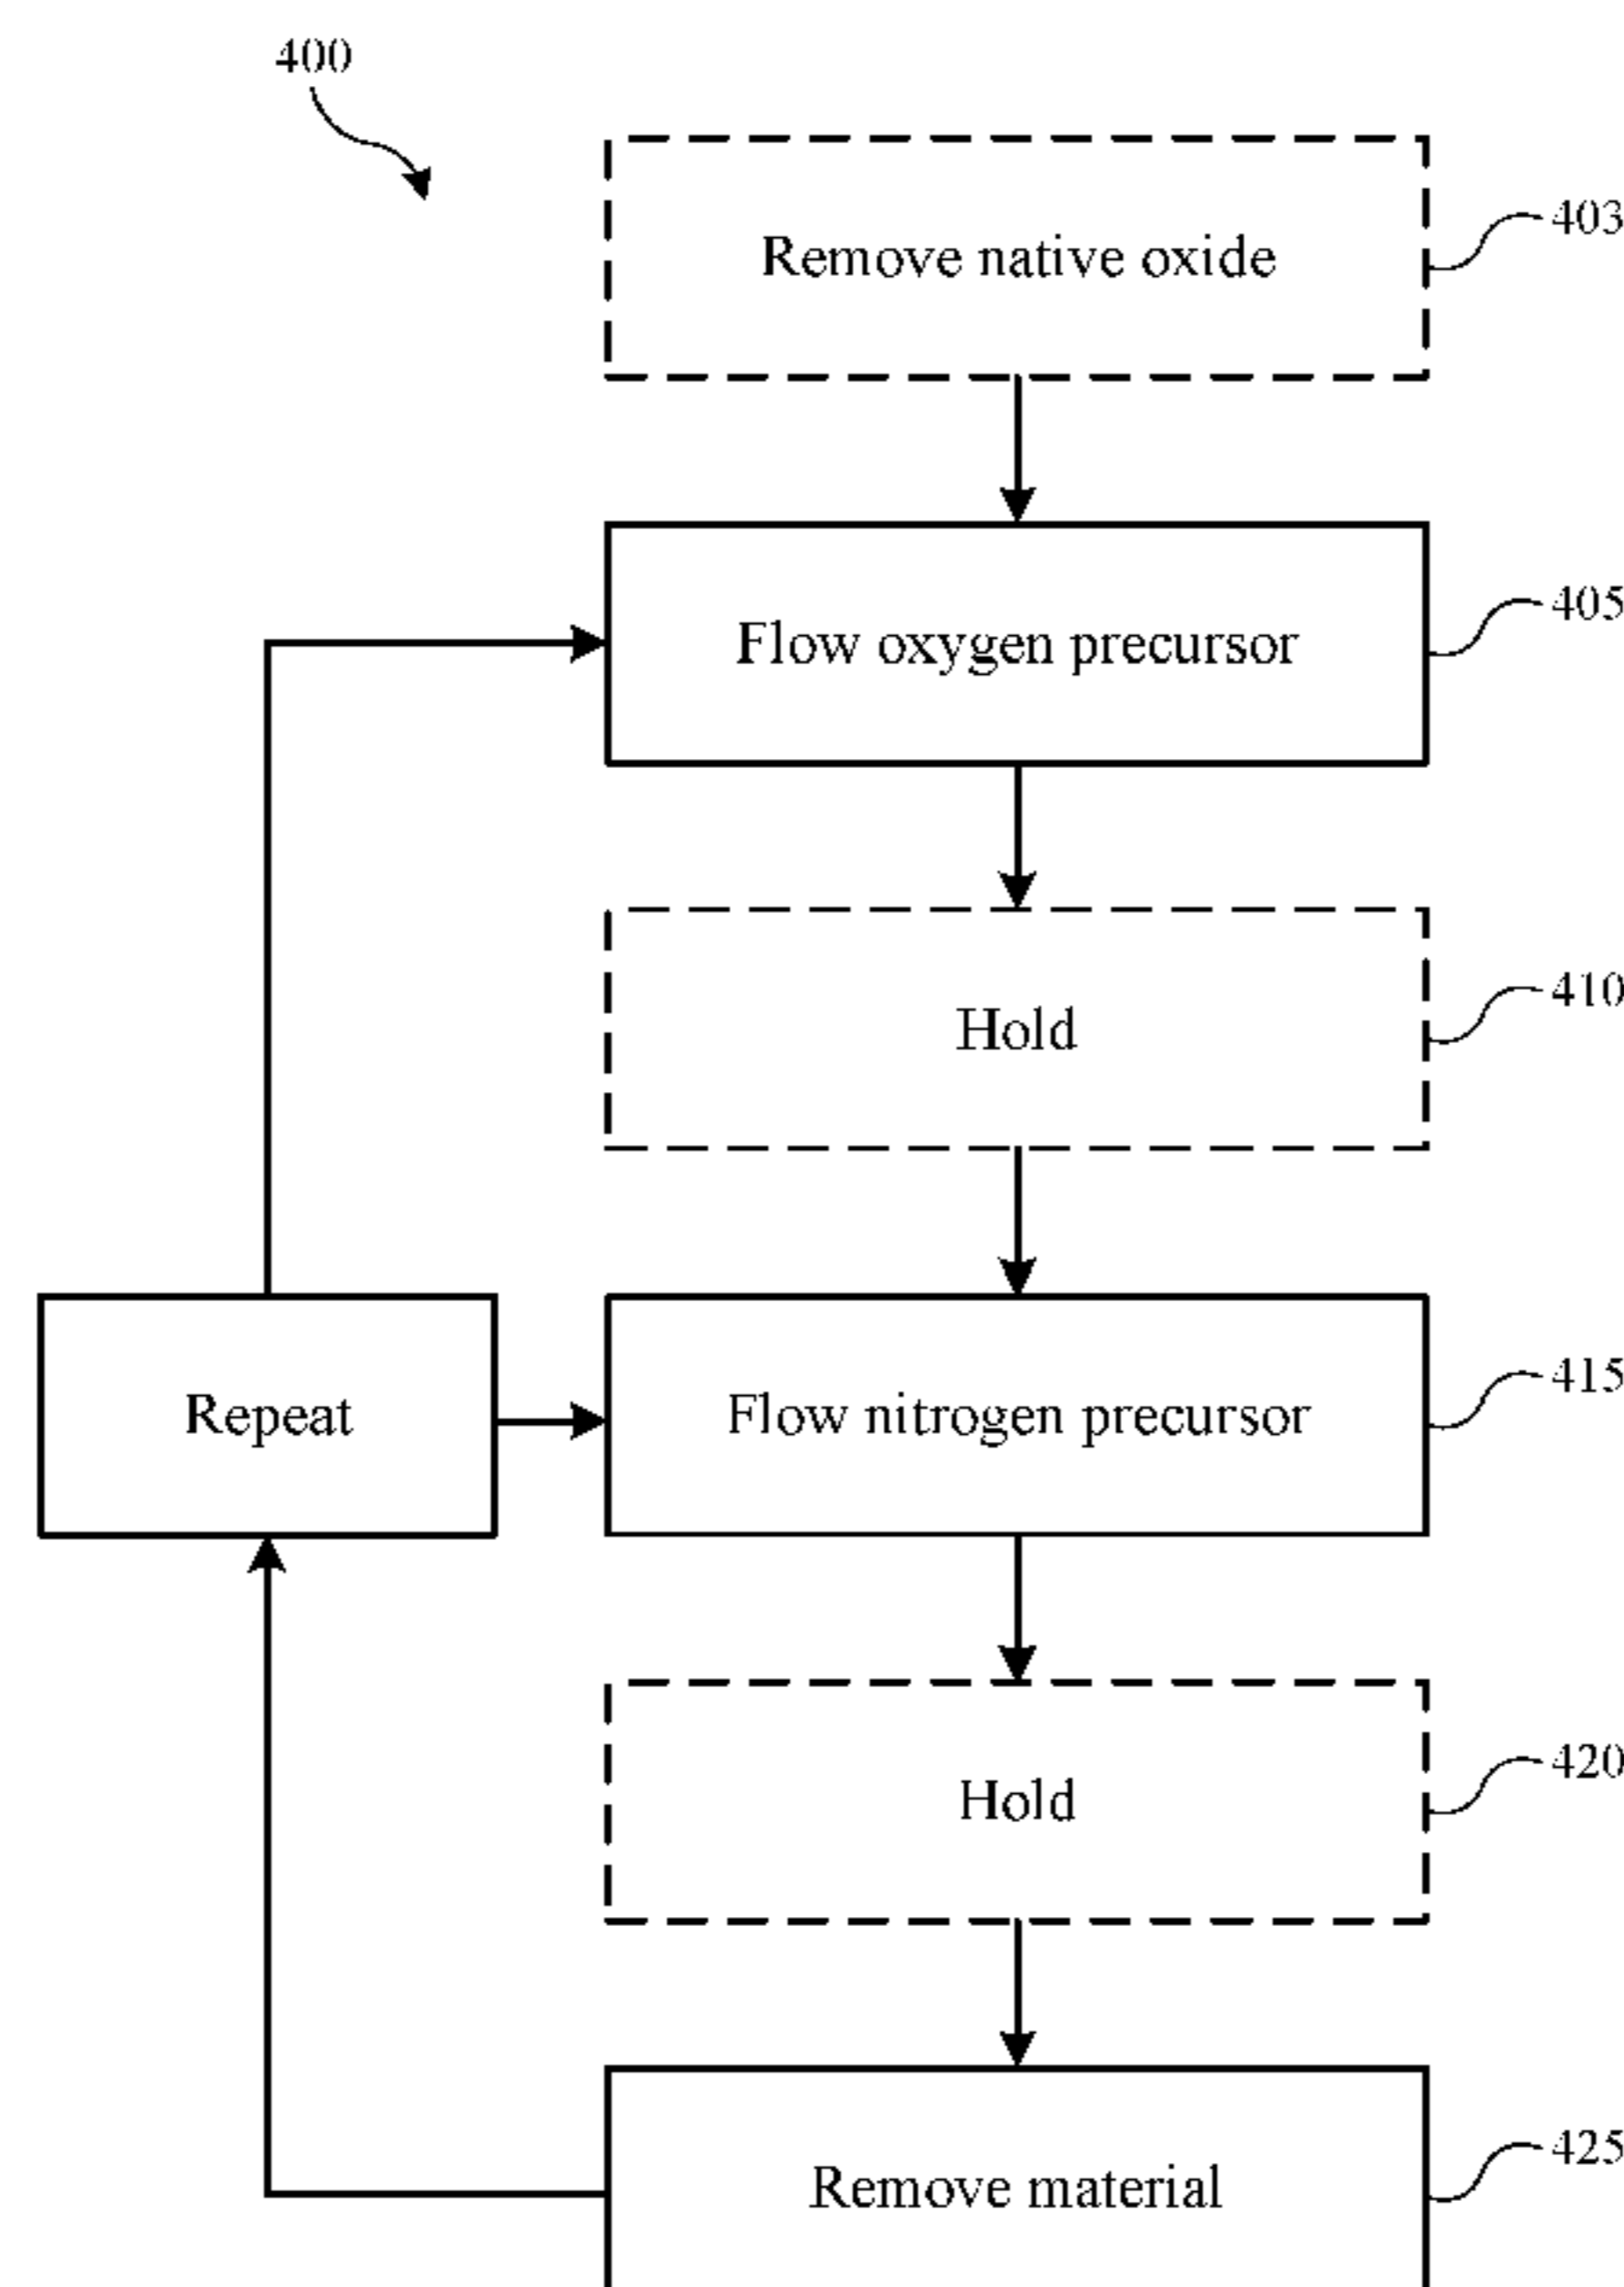 400
Remove native oxide
403
Flow oxygen precursor
405
Hold
410
Repeat
Flow nitrogen precursor
415
Hold
420
Remove material
425